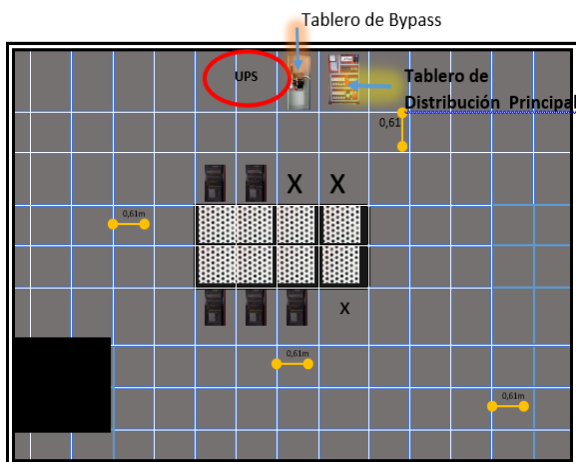 Tablero de Bypass
UPS
Tablero de
Distribución Principal
0,61
X X
0,61m
x
0,61m
0,61m